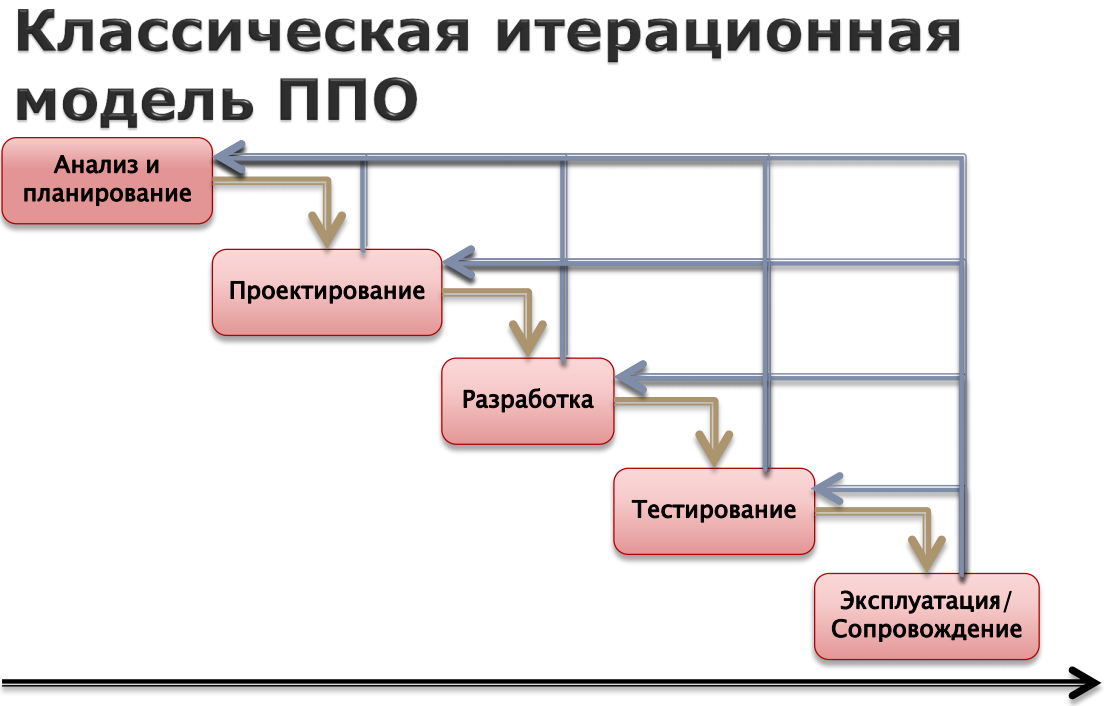 Классическая итерационная
модель ППО
Анализ и
планирование
Проектирование
Разработка
Тестирование
Эксплуатация/
Сопровождение